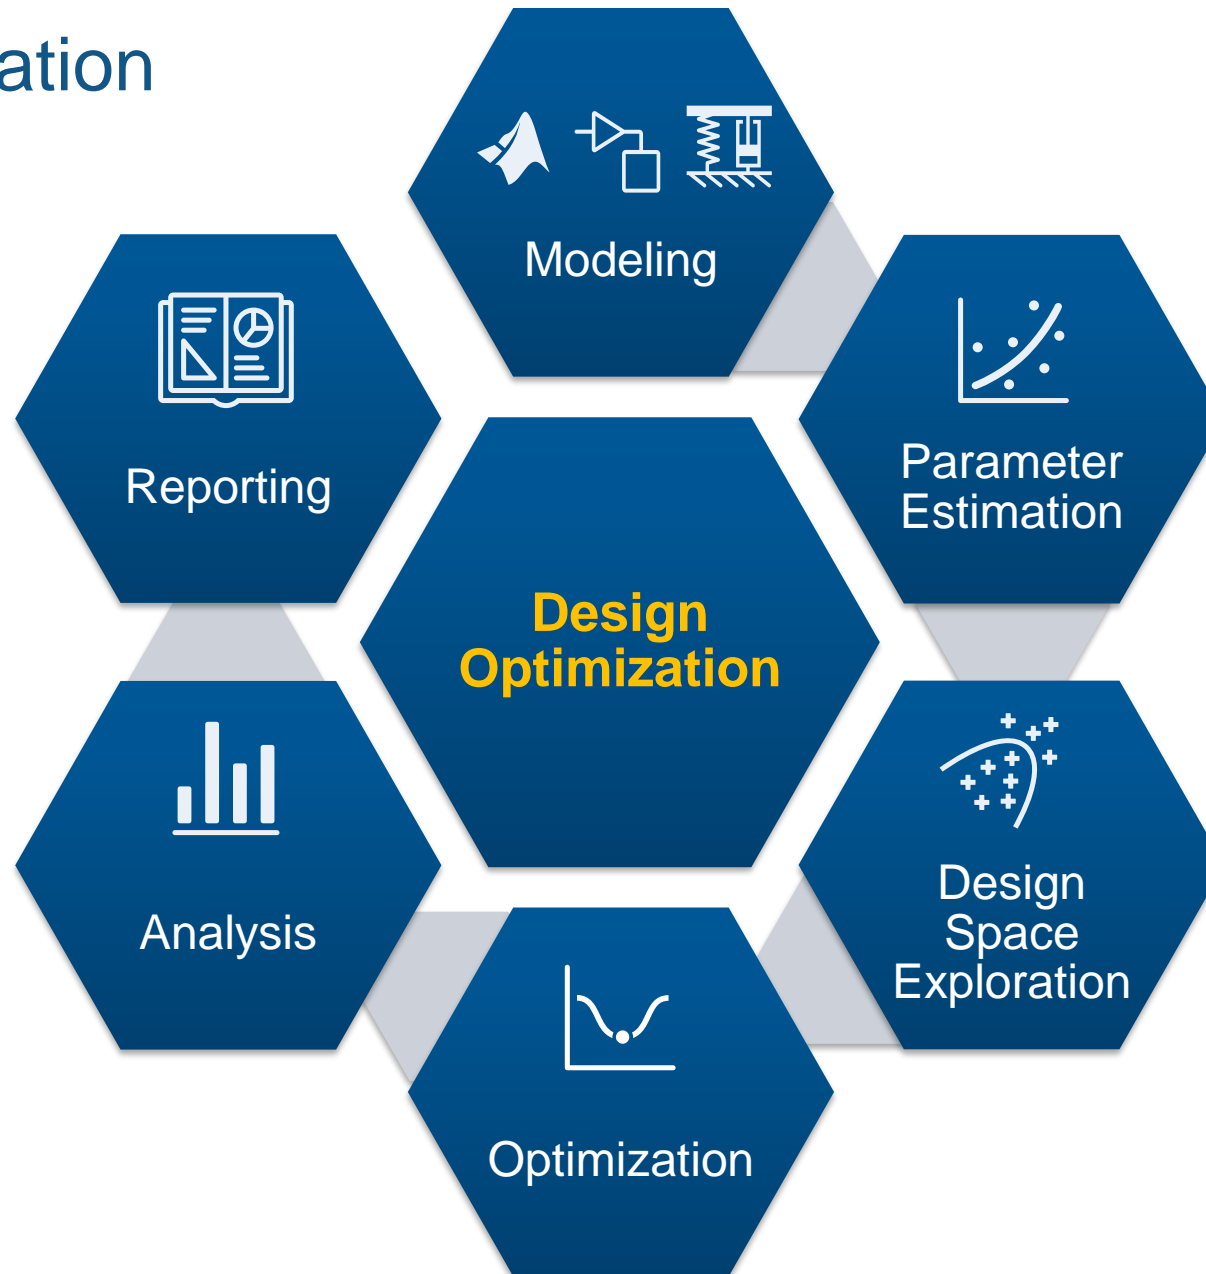 ation
Modeling
Parameter
Estimation
Design
Space
Exploration
Optimization
Analysis
Reporting
Design
Optimization